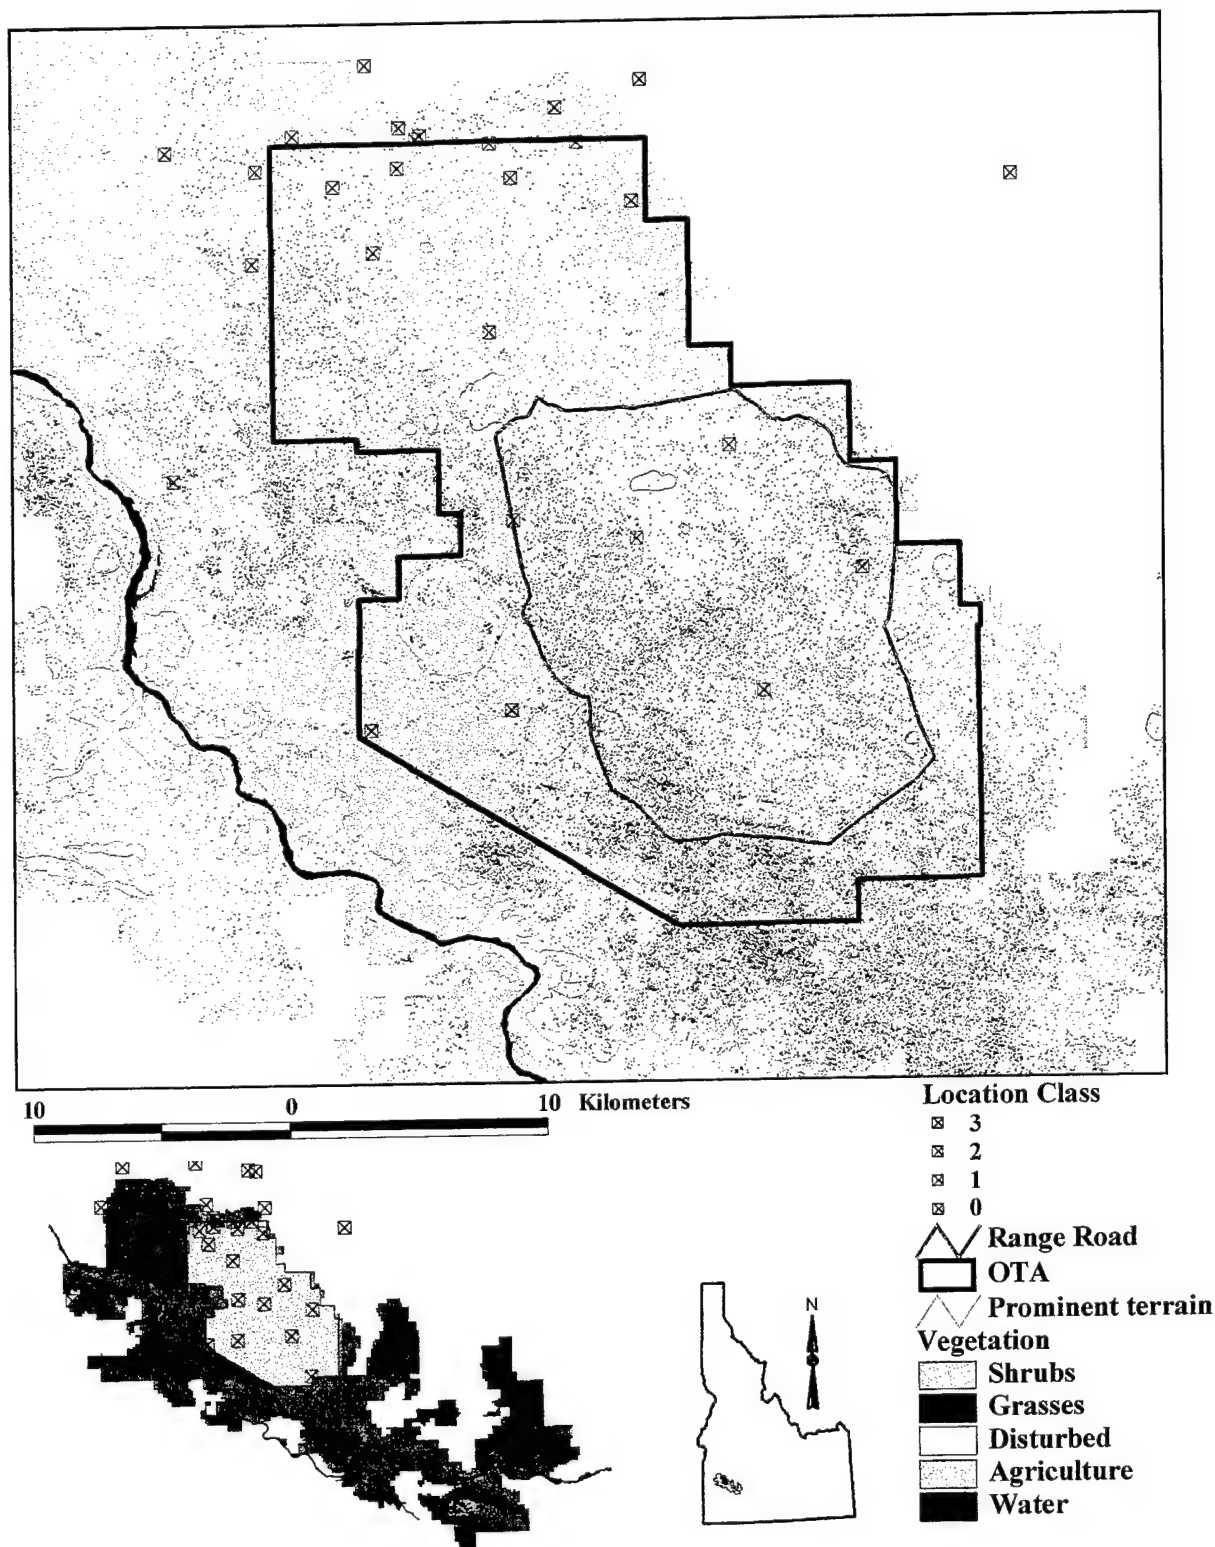 10 0 10 Kilometers
Location Class
3
2
1
0
Range Road
OTA
Prominent terrain
Vegetation
Shrubs
Grasses
Disturbed
Agriculture
Water
N